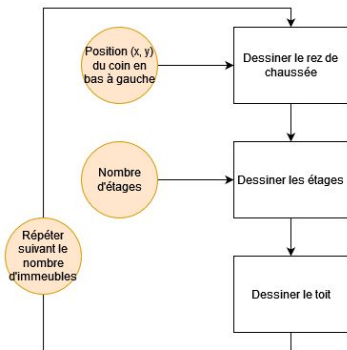 Position (x, y)
du coin en
bas à gauche
Dessiner le rez de
chaussée
Nombre
d'étages
Dessiner les étages
Répéter
suivant le
nombre
d'immeubles
Dessiner le toit